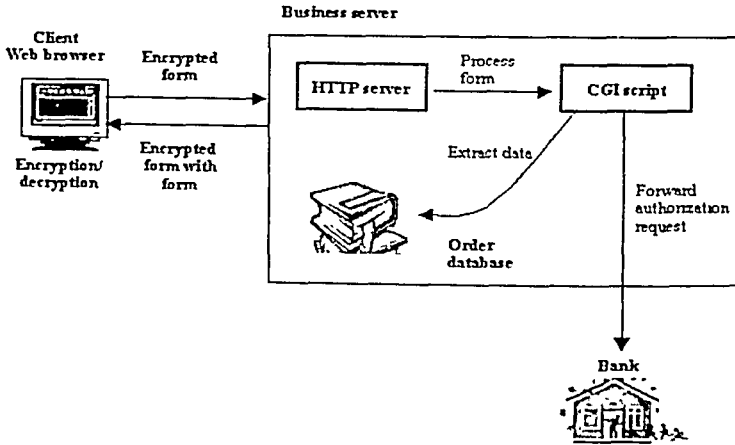 Business server
Client
Web browser
Encrypted
form
HTTP server
Process
form
CGI script
Encrypted
form with
form
Encryption/
decryption
Extract data
Order
database
Forward
authorization
request
Bank